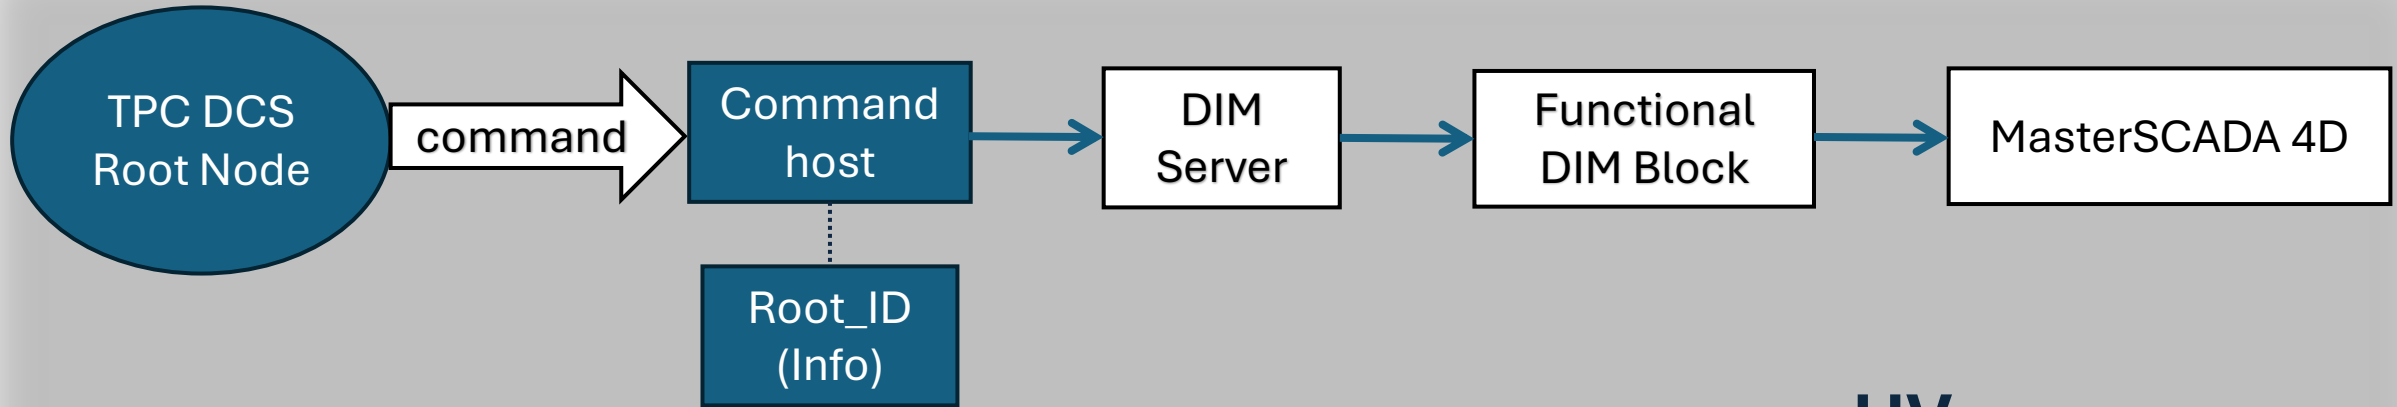 TPC DCS
Root Node
command
Command
host
DIM
Server
Functional
DIM Block
MasterSCADA 4D
Root_ID
(Info)